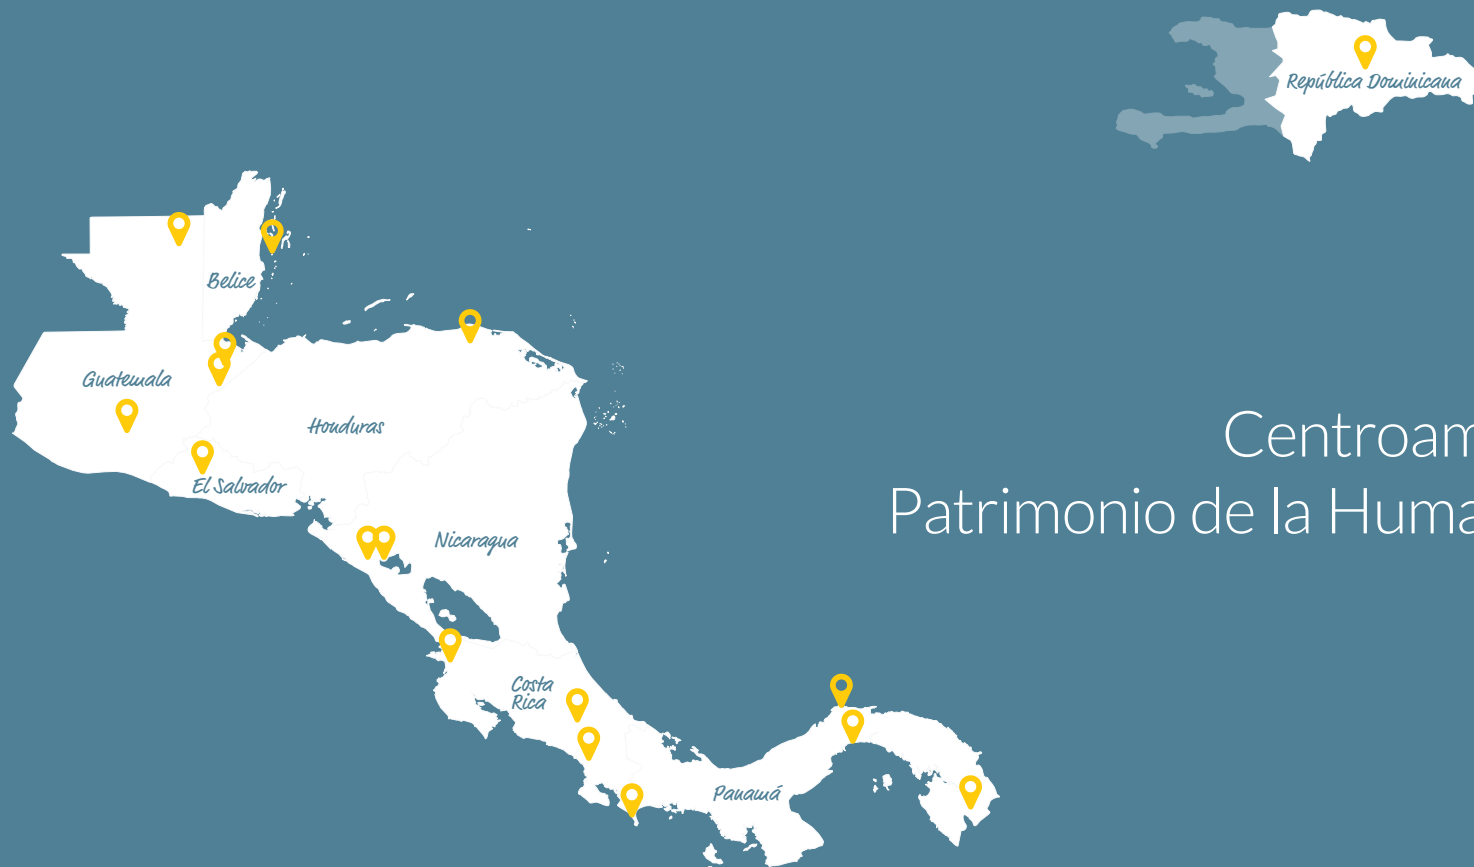 República Dominicana
Belice
Guatemala
Honduras
El Salvador
Nicaragua
Centroam
Patrimonio de la Huma
Costa
Rica
Panamá